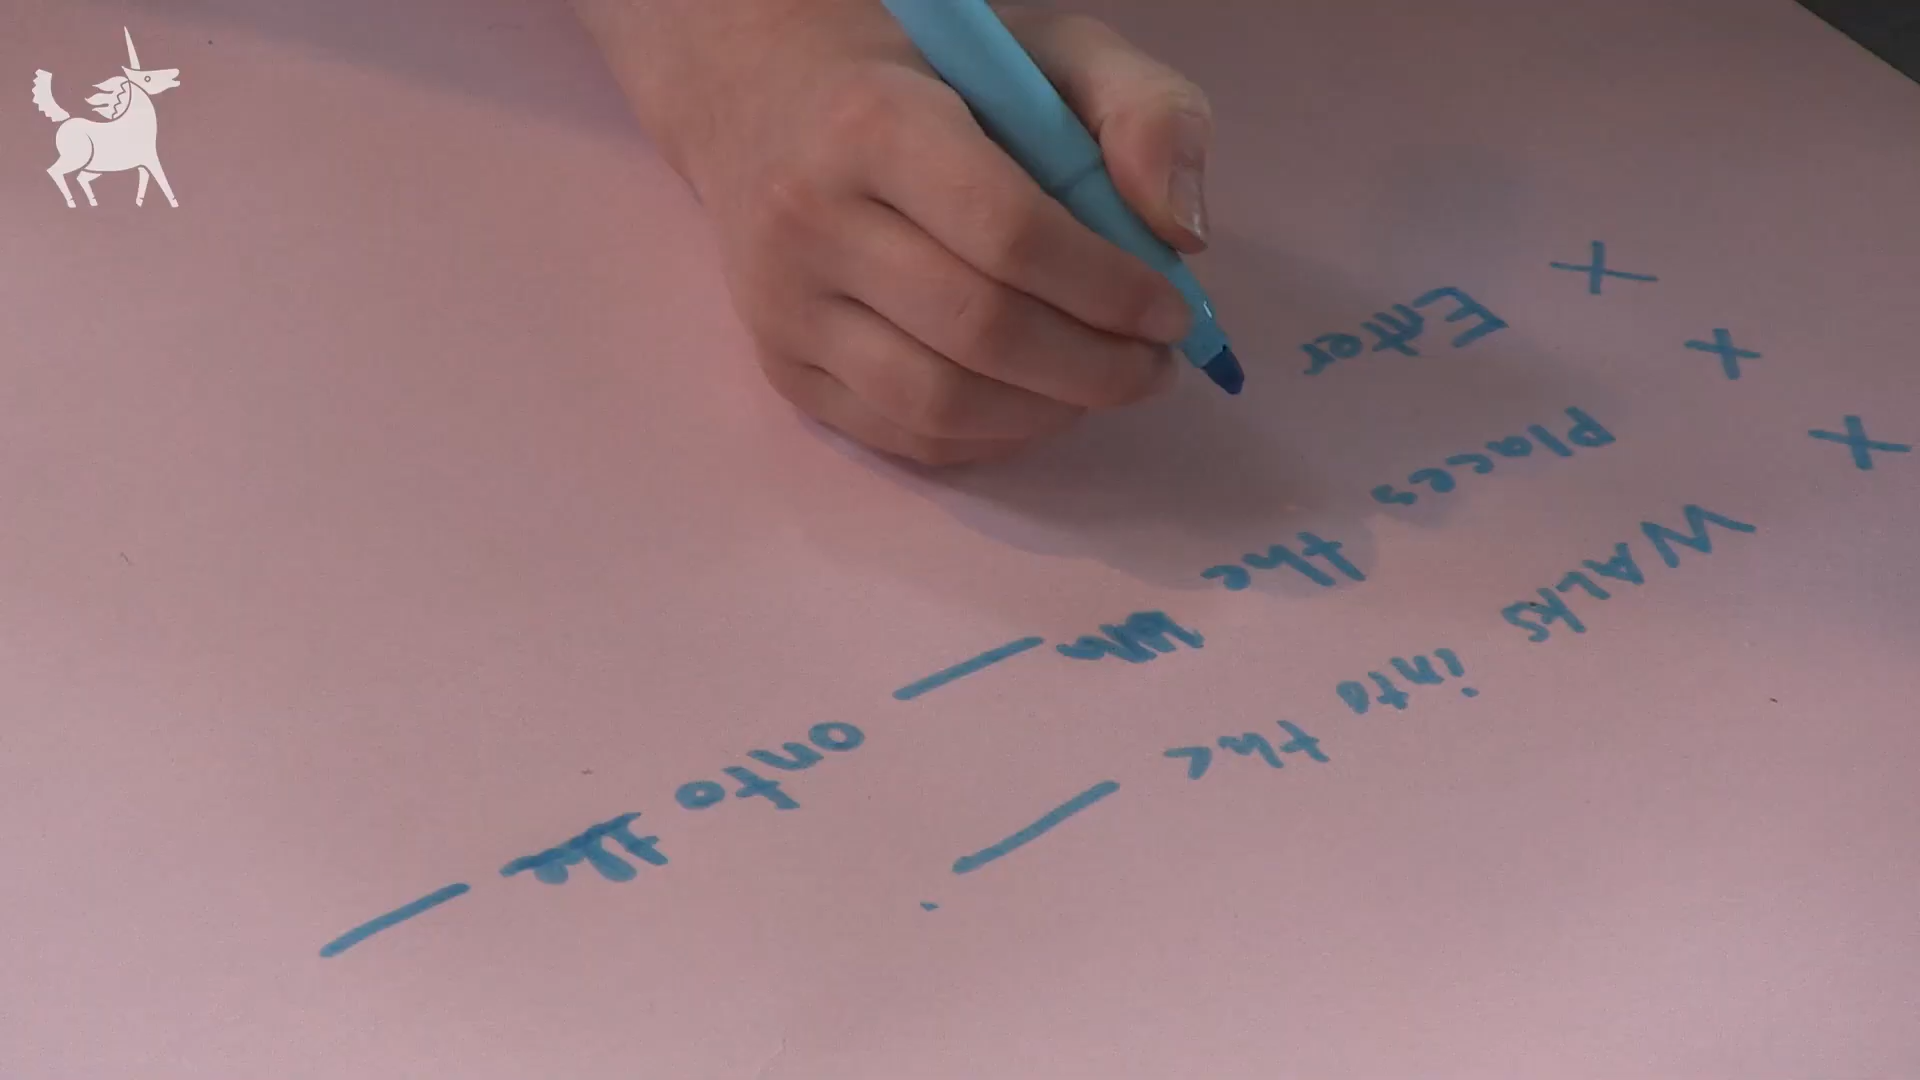 x WALKS into the ___ .
x Places the ___ onto the ___
x Enter